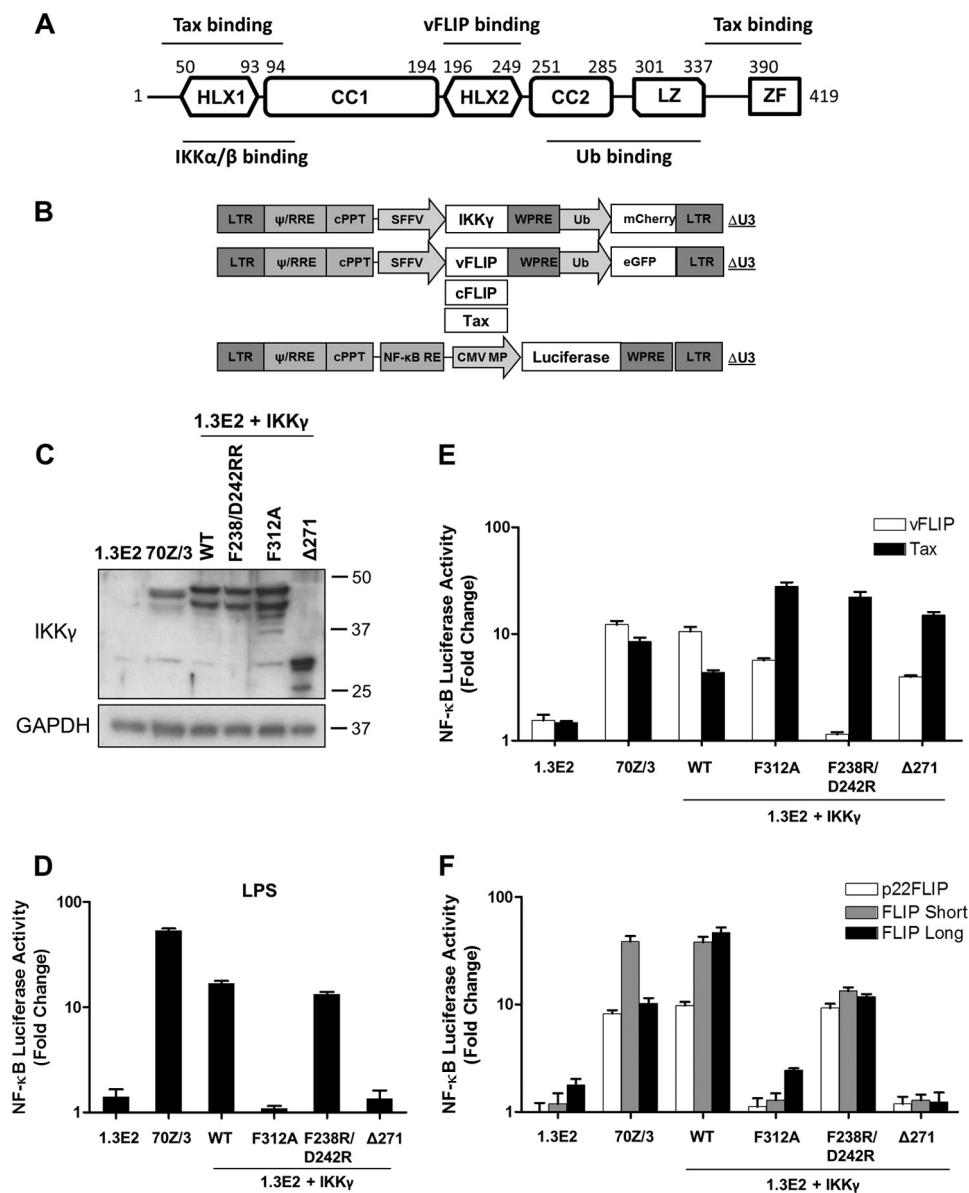 A
Tax binding
vFLIP binding
Tax binding
50 93 94 194 196 249 251 285 301 337 390
1 HLX1 CC1 HLX2 CC2 LZ ZF 419
IKKα/β binding
Ub binding
B
LTR ψ/RRE cPPT SFFV IKKγ WPRE Ub mCherry LTR ΔU3
LTR ψ/RRE cPPT SFFV vFLIP WPRE Ub eGFP LTR ΔU3
cFLIP
Tax
LTR ψ/RRE cPPT NF-κB RE CMV MP Luciferase WPRE LTR ΔU3
C
1.3E2 + IKKγ
1.3E2 70Z/3 WT F238/D242RR F312A Δ271
IKKγ
50
37
25
GAPDH
37
E
NF-κB Luciferase Activity
(Fold Change)
100
10
1
vFLIP
Tax
1.3E2 70Z/3 WT F312A F238R/
D242R Δ271
1.3E2 + IKKγ
D
LPS
NF-κB Luciferase Activity
(Fold Change)
100
10
1
1.3E2 70Z/3 WT F312A F238R/
D242R Δ271
1.3E2 + IKKγ
F
NF-κB Luciferase Activity
(Fold Change)
100
10
1
p22FLIP
FLIP Short
FLIP Long
1.3E2 70Z/3 WT F312A F238R/
D242R Δ271
1.3E2 + IKKγ